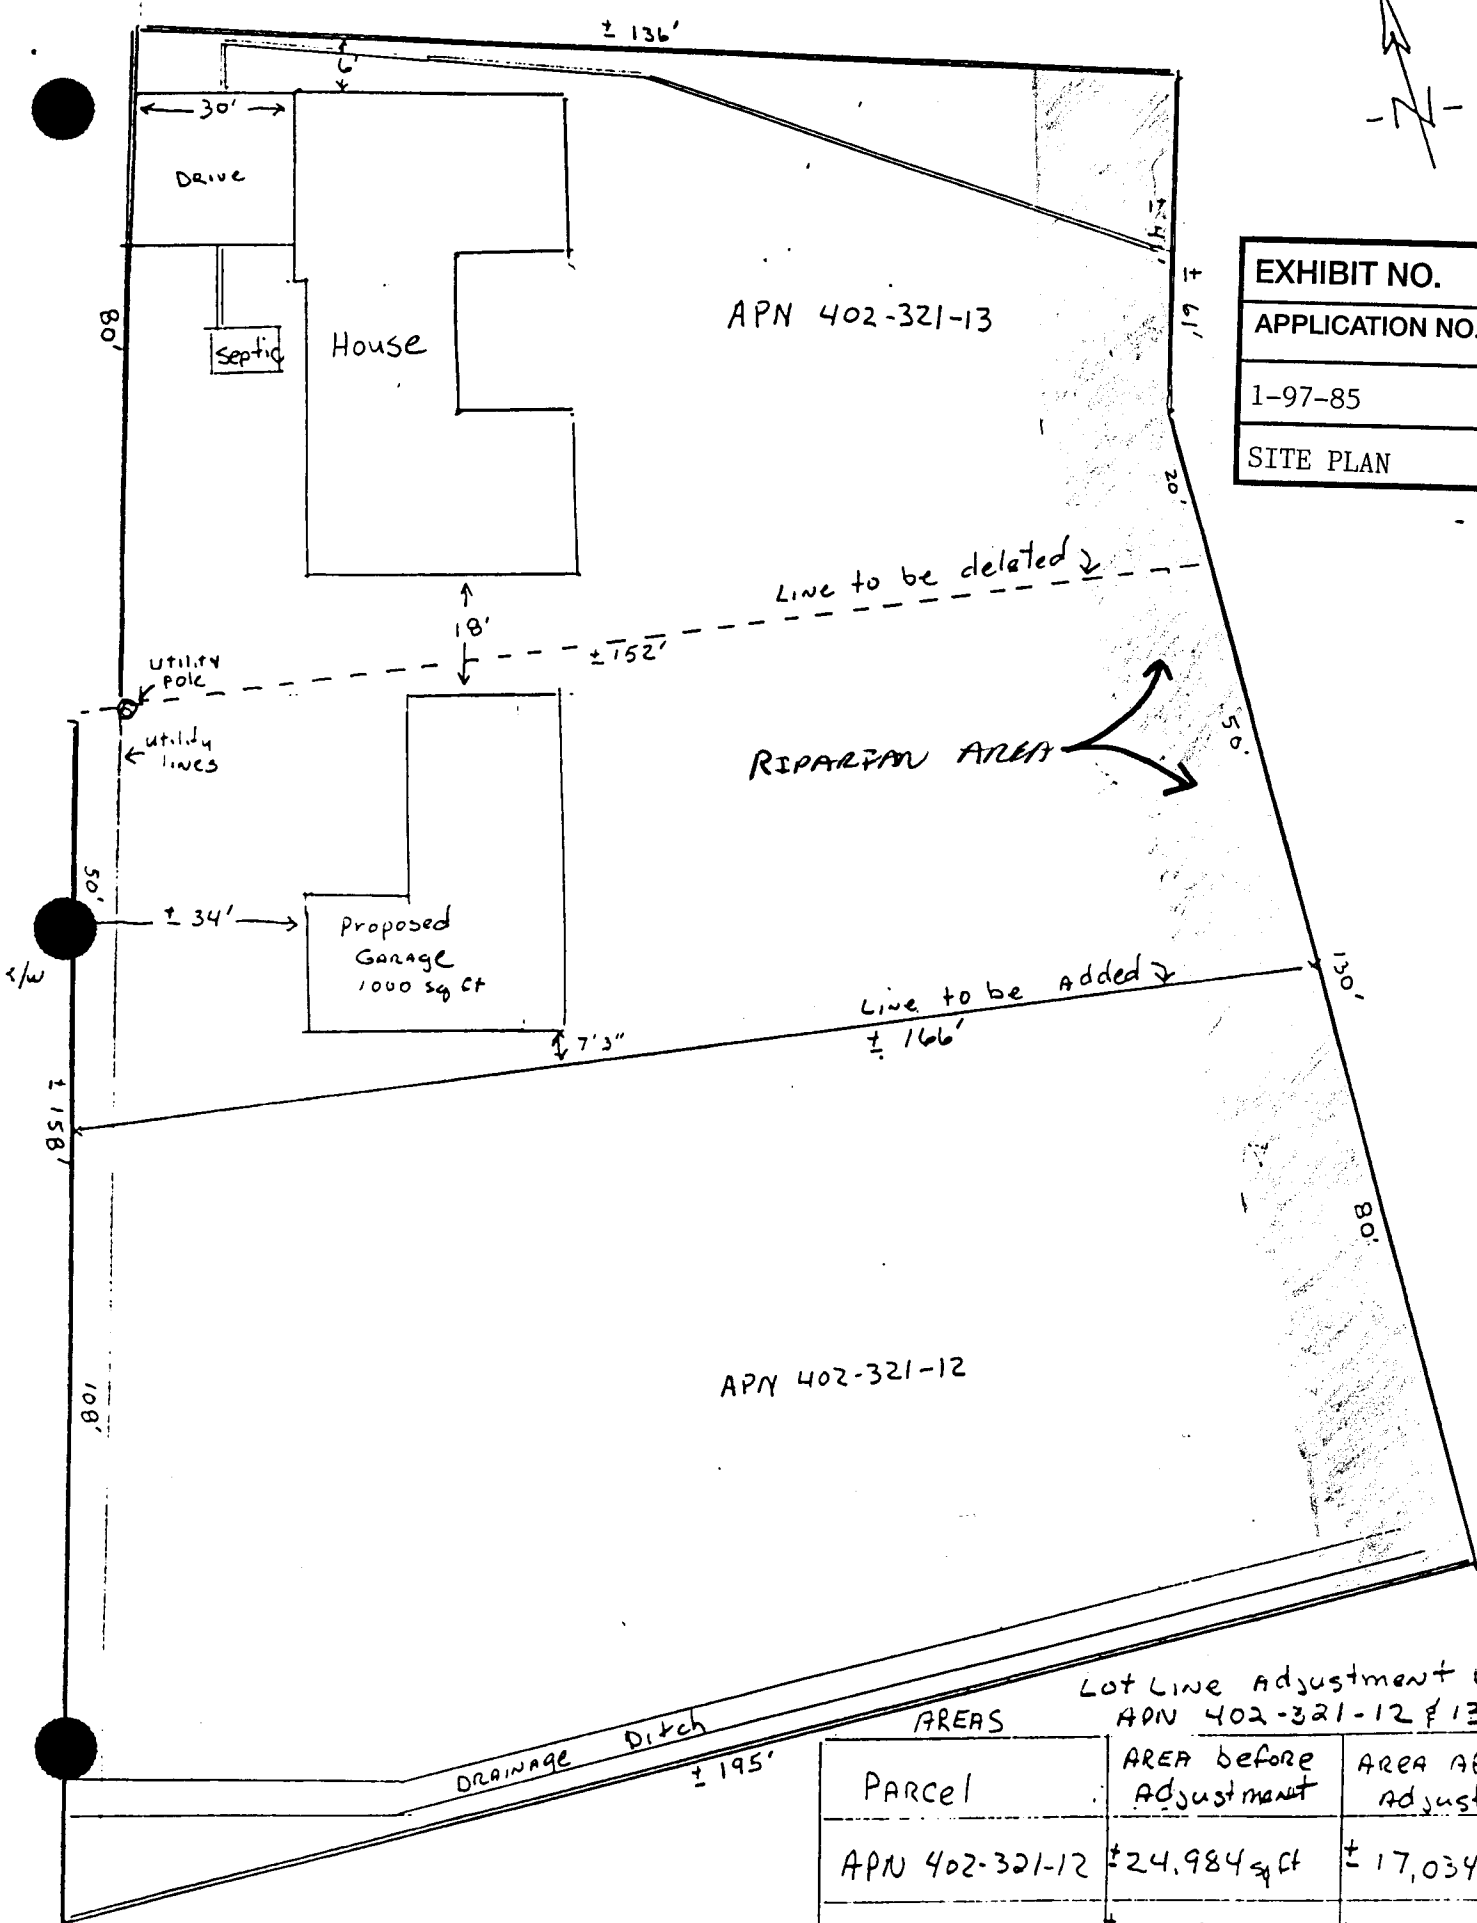 ± 136'
6'
30'
Drive
-N-
EXHIBIT NO.
APPLICATION NO.
1-97-85
SITE PLAN
± 61'
80'
Septic
House
APN 402-321-13
20'
Line to be deleted
18'
± 152'
utility
pole
utility
lines
50'
RIPARIAN AREA
50'
± 34'
Proposed
GARAGE
1000 sq ft
130'
Line to be Added
± 166'
7'3"
± 158'
80'
APN 402-321-12
108'
DRAINAGE Ditch
± 195'
Lot Line Adjustment
APN 402-321-12 & 13
AREAS
PARCEL
AREA before
Adjustment
AREA
Adjust
APN 402-321-12 ± 24,984 sq ft ± 17,034